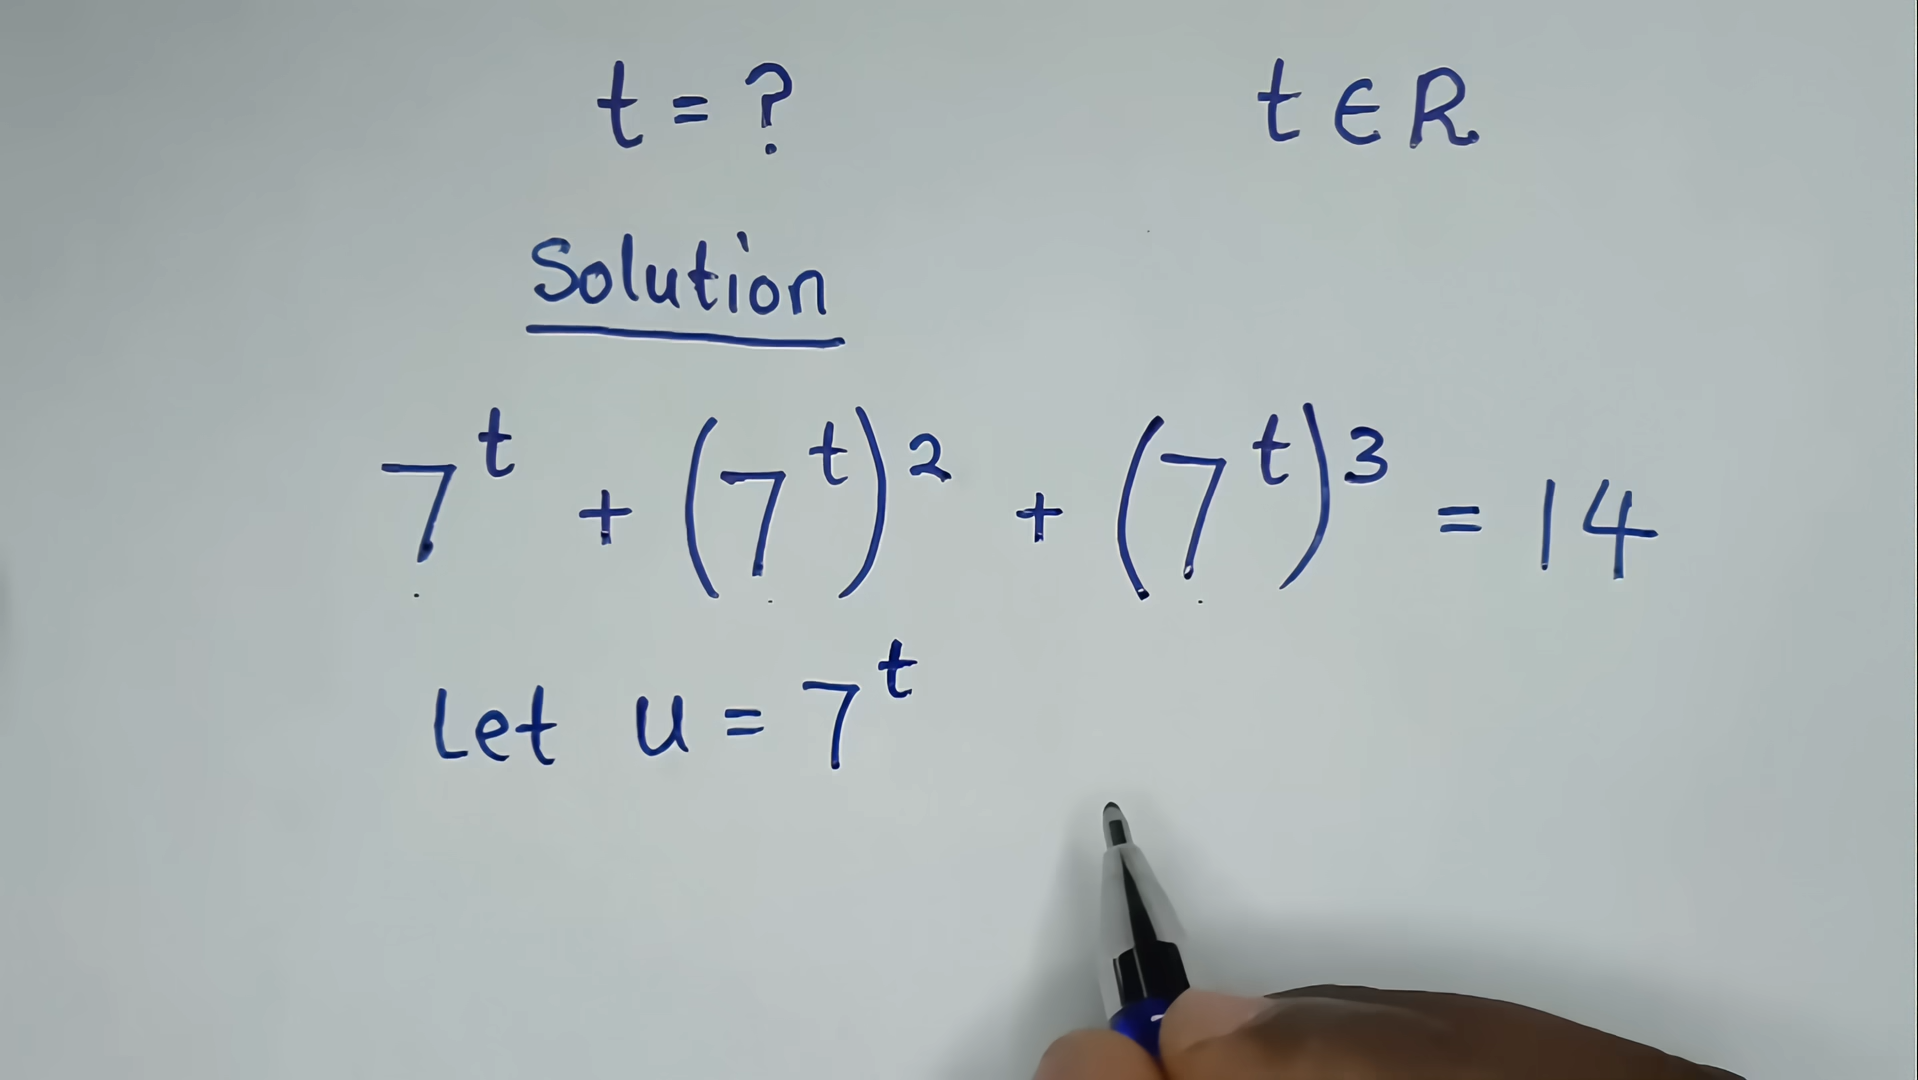 t = ? t ∈ R
Solution
7^t + (7^t)^2 + (7^t)^3 = 14
Let u = 7^t